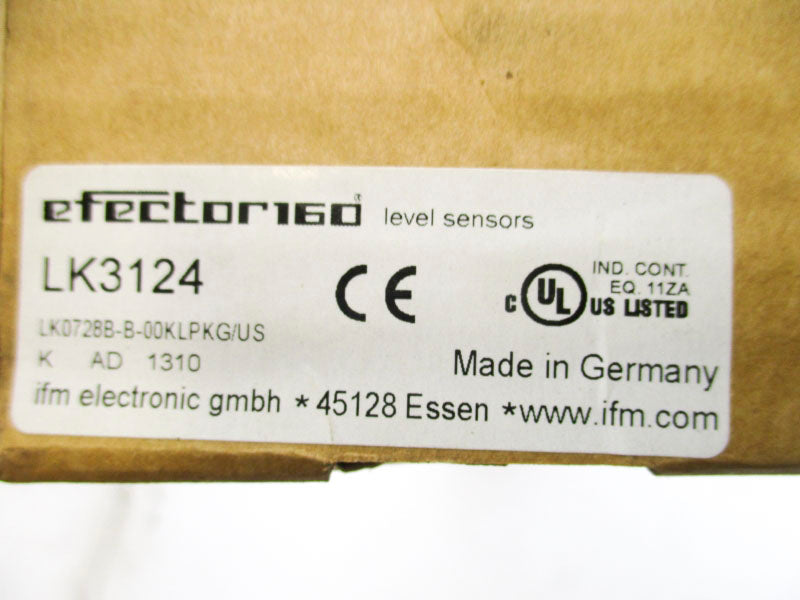 efector160® level sensors
LK3124
CE
c UL US LISTED
IND. CONT.
EQ. 11ZA
LK0728B-B-00KLPKG/US
K AD 1310
Made in Germany
ifm electronic gmbh * 45128 Essen * www.ifm.com